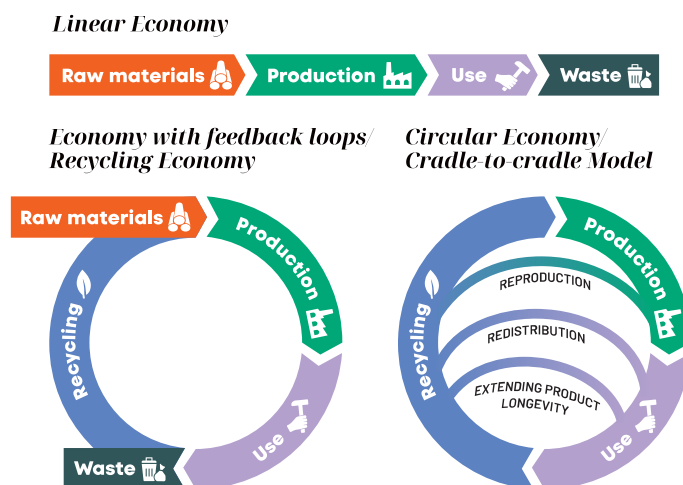 Linear Economy
Raw materials
Production
Use
Waste
Economy with feedback loops/
Recycling Economy
Raw materials
Production
Use
Waste
Recycling
Circular Economy/
Cradle-to-cradle Model
Production
Use
Recycling
REPRODUCTION
REDISTRIBUTION
EXTENDING PRODUCT
LONGEVITY